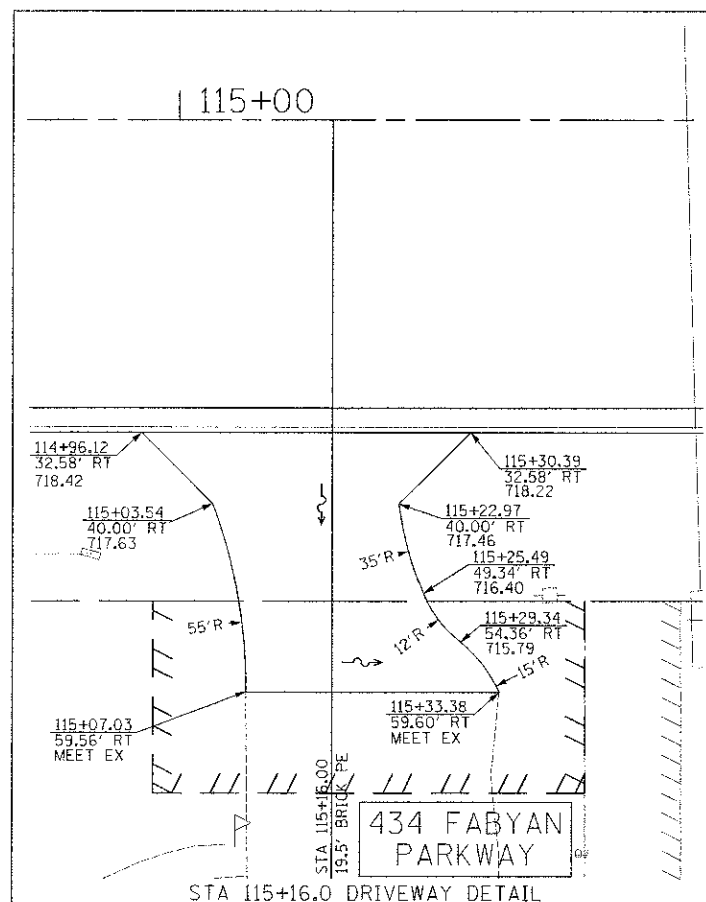 115+00
114+96.12
32.58' RT
718.42
115+30.39
32.58' RT
718.22
115+03.54
40.00' RT
717.63
115+22.97
40.00' RT
717.46
35'R
115+25.49
49.34' RT
716.40
55'R
12'R
115+29.34
54.36' RT
715.79
15'R
115+07.03
59.56' RT
MEET EX
115+33.38
59.60' RT
MEET EX
STA 115+16.00
19.5' BRICK PE
434 FABYAN
PARKWAY
STA 115+16.0 DRIVEWAY DETAIL